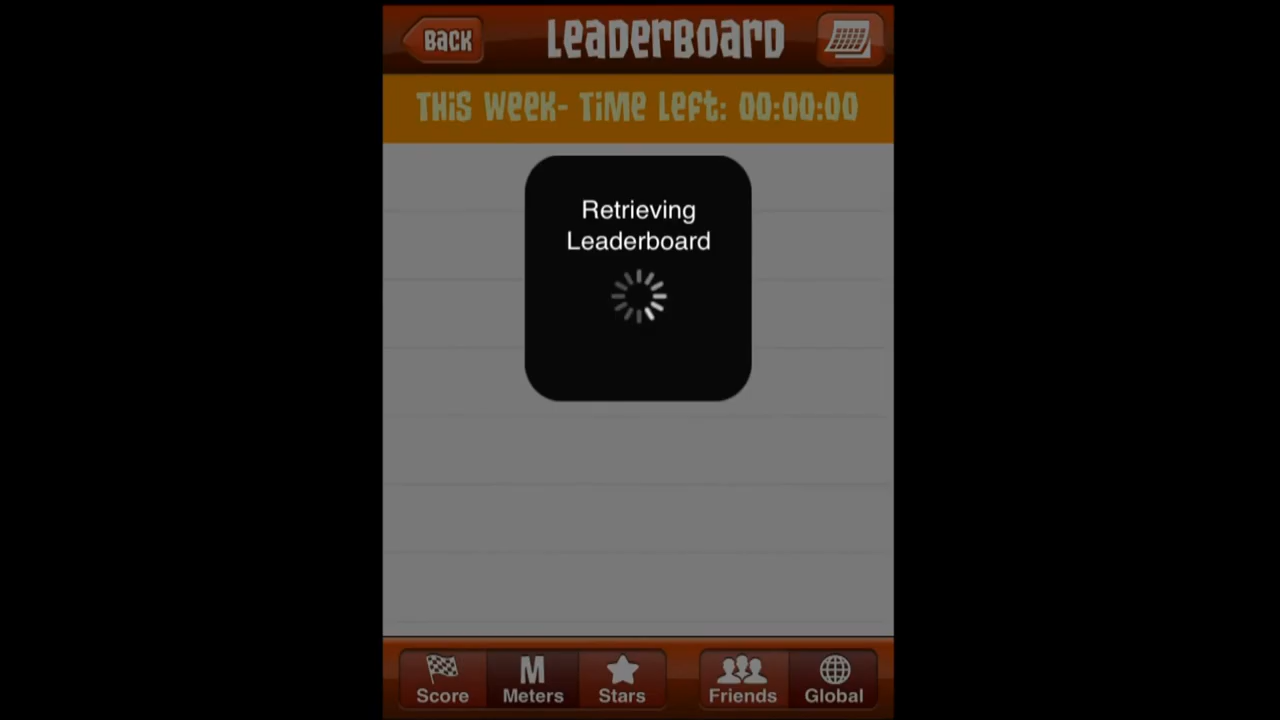 BACK
LEADERBOARD
THIS WEEK- TIME LEFT: 00:00:00
Retrieving
Leaderboard
M
Score Meters Stars Friends Global